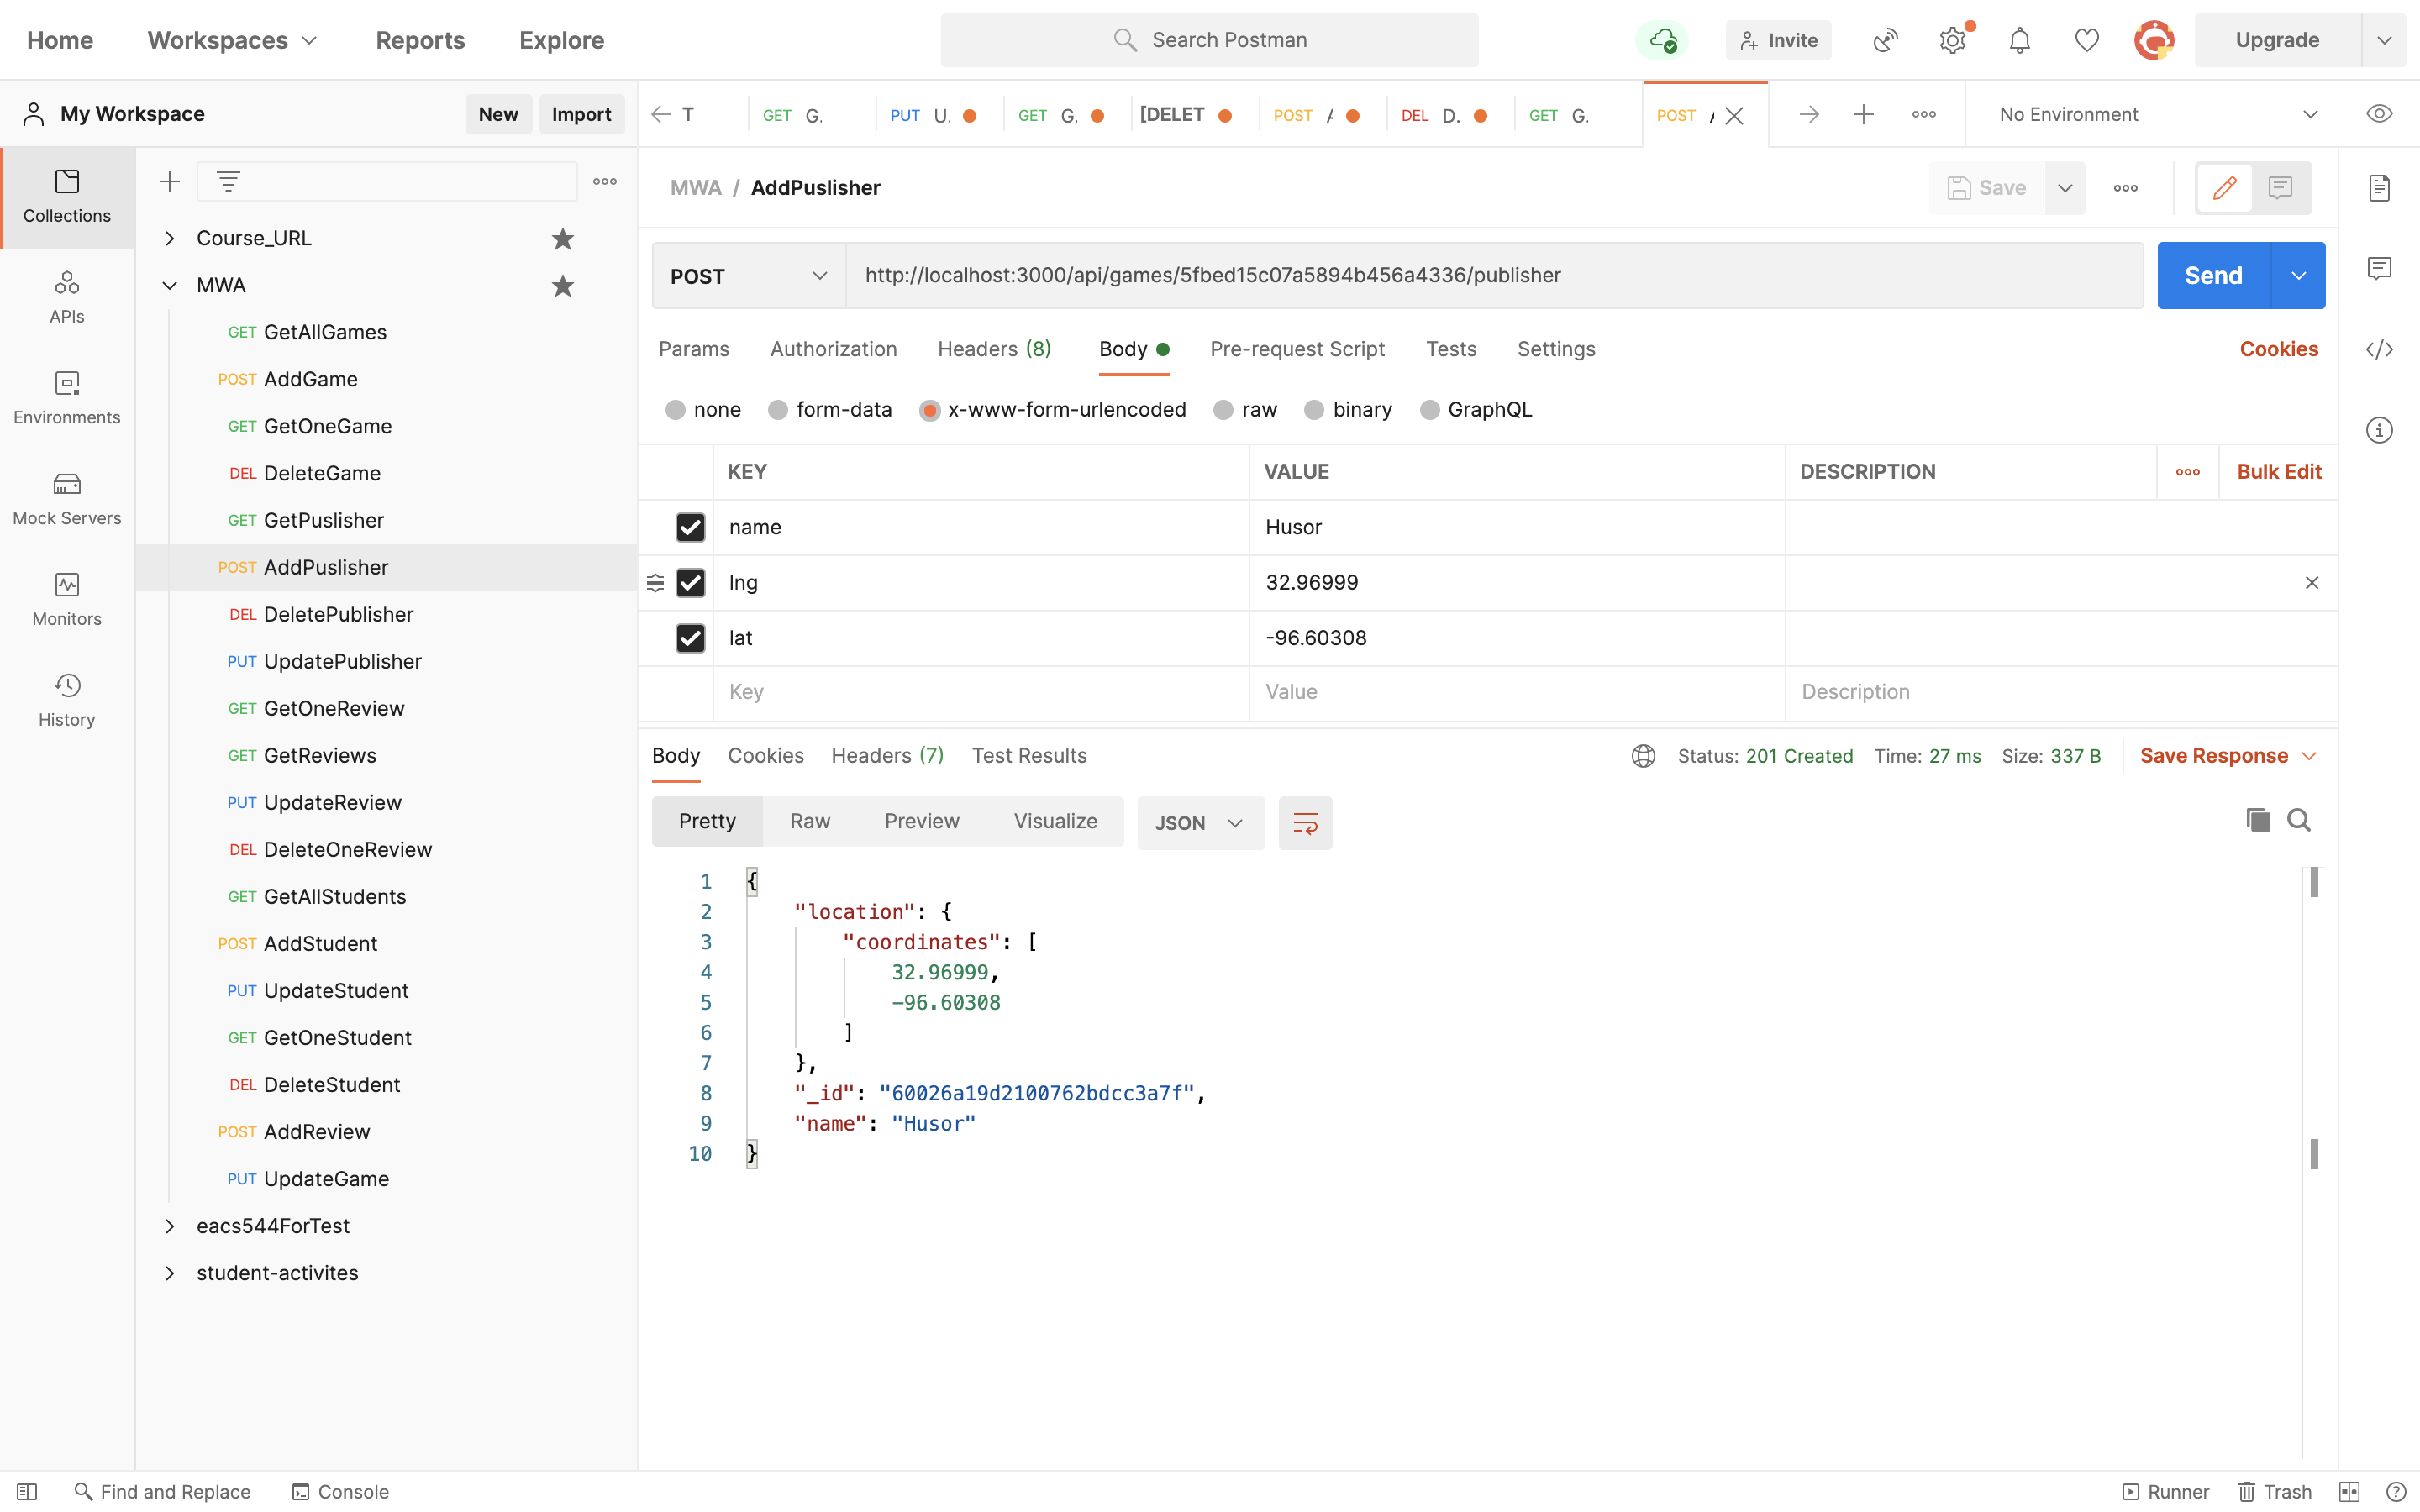 Home Workspaces Reports Explore Search Postman Invite Upgrade
My Workspace New Import
T GET G. PUT U. GET G. [DELET POST A DEL D. GET G. POST No Environment
Collections
APIs
Environments
Mock Servers
Monitors
History
Course_URL
MWA
GET GetAllGames
POST AddGame
GET GetOneGame
DEL DeleteGame
GET GetPuslisher
POST AddPuslisher
DEL DeletePublisher
PUT UpdatePublisher
GET GetOneReview
GET GetReviews
PUT UpdateReview
DEL DeleteOneReview
GET GetAllStudents
POST AddStudent
PUT UpdateStudent
GET GetOneStudent
DEL DeleteStudent
POST AddReview
PUT UpdateGame
eacs544ForTest
student-activites
MWA / AddPuslisher Save
POST http://localhost:3000/api/games/5fbed15c07a5894b456a4336/publisher Send
Params Authorization Headers (8) Body Pre-request Script Tests Settings Cookies
none form-data x-www-form-urlencoded raw binary GraphQL
KEY VALUE DESCRIPTION Bulk Edit
name Husor
lng 32.96999
lat -96.60308
Key Value Description
Body Cookies Headers (7) Test Results Status: 201 Created Time: 27 ms Size: 337 B Save Response
Pretty Raw Preview Visualize JSON
1 {
2 "location": {
3 "coordinates": [
4 32.96999,
5 -96.60308
6 ]
7 },
8 "_id": "60026a19d2100762bdcc3a7f",
9 "name": "Husor"
10 }
Find and Replace Console Runner Trash